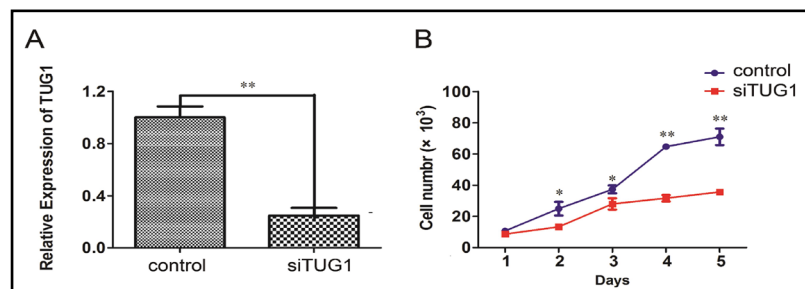 A
Relative Expression of TUG1
1.2
0.8
0.4
0.0
**
control
siTUG1
B
control
siTUG1
Cell numbr (× 10³)
100
80
60
40
20
0
*
*
**
**
1 2 3 4 5
Days